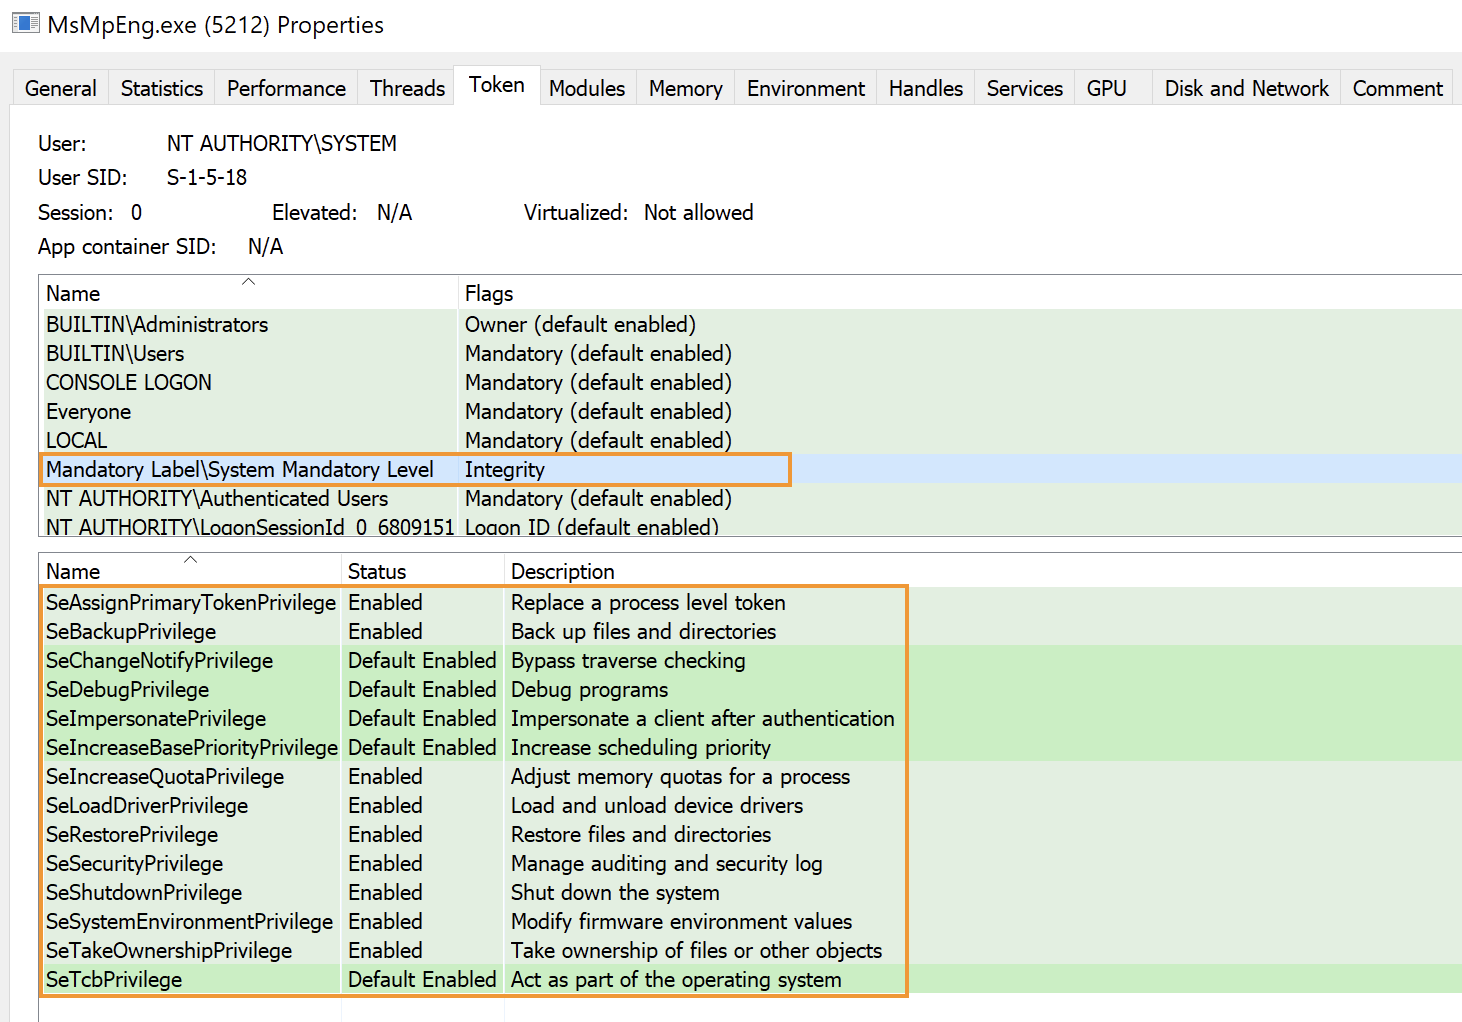 MsMpEng.exe (5212) Properties
General Statistics Performance Threads Token Modules Memory Environment Handles Services GPU Disk and Network Comment
User: NT AUTHORITY\SYSTEM
User SID: S-1-5-18
Session: 0 Elevated: N/A Virtualized: Not allowed
App container SID: N/A
Name Flags
BUILTIN\Administrators Owner (default enabled)
BUILTIN\Users Mandatory (default enabled)
CONSOLE LOGON Mandatory (default enabled)
Everyone Mandatory (default enabled)
LOCAL Mandatory (default enabled)
Mandatory Label\System Mandatory Level Integrity
NT AUTHORITY\Authenticated Users Mandatory (default enabled)
NT AUTHORITY\LogonSessionId_0_6809151 Logon ID (default enabled)
Name Status Description
SeAssignPrimaryTokenPrivilege Enabled Replace a process level token
SeBackupPrivilege Enabled Back up files and directories
SeChangeNotifyPrivilege Default Enabled Bypass traverse checking
SeDebugPrivilege Default Enabled Debug programs
SeImpersonatePrivilege Default Enabled Impersonate a client after authentication
SeIncreaseBasePriorityPrivilege Default Enabled Increase scheduling priority
SeIncreaseQuotaPrivilege Enabled Adjust memory quotas for a process
SeLoadDriverPrivilege Enabled Load and unload device drivers
SeRestorePrivilege Enabled Restore files and directories
SeSecurityPrivilege Enabled Manage auditing and security log
SeShutdownPrivilege Enabled Shut down the system
SeSystemEnvironmentPrivilege Enabled Modify firmware environment values
SeTakeOwnershipPrivilege Enabled Take ownership of files or other objects
SeTcbPrivilege Default Enabled Act as part of the operating system